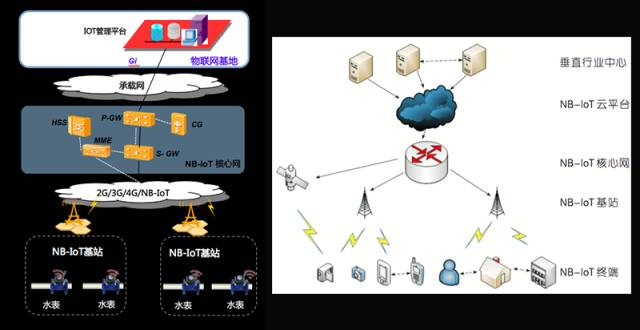 IOT管理平台
Gi
物联网基地
承载网
HSS
P-GW
CG
MME
S- GW
NB-IoT 核心网
2G/3G/4G/NB-IoT
NB-IoT基站
NB-IoT基站
水表
水表
水表
水表
垂直行业中心
NB-IoT 云平台
NB-IoT 核心网
NB-IoT 基站
NB-IoT 终端